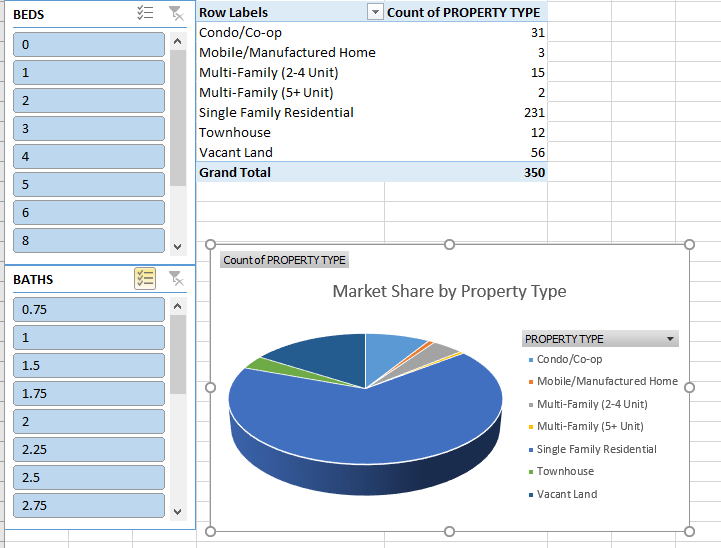 BEDS
0
1
2
3
4
5
6
8
BATHS
0.75
1
1.5
1.75
2
2.25
2.5
2.75
Row Labels Count of PROPERTY TYPE
Condo/Co-op 31
Mobile/Manufactured Home 3
Multi-Family (2-4 Unit) 15
Multi-Family (5+ Unit) 2
Single Family Residential 231
Townhouse 12
Vacant Land 56
Grand Total 350
Count of PROPERTY TYPE
Market Share by Property Type
PROPERTY TYPE
Condo/Co-op
Mobile/Manufactured Home
Multi-Family (2-4 Unit)
Multi-Family (5+ Unit)
Single Family Residential
Townhouse
Vacant Land